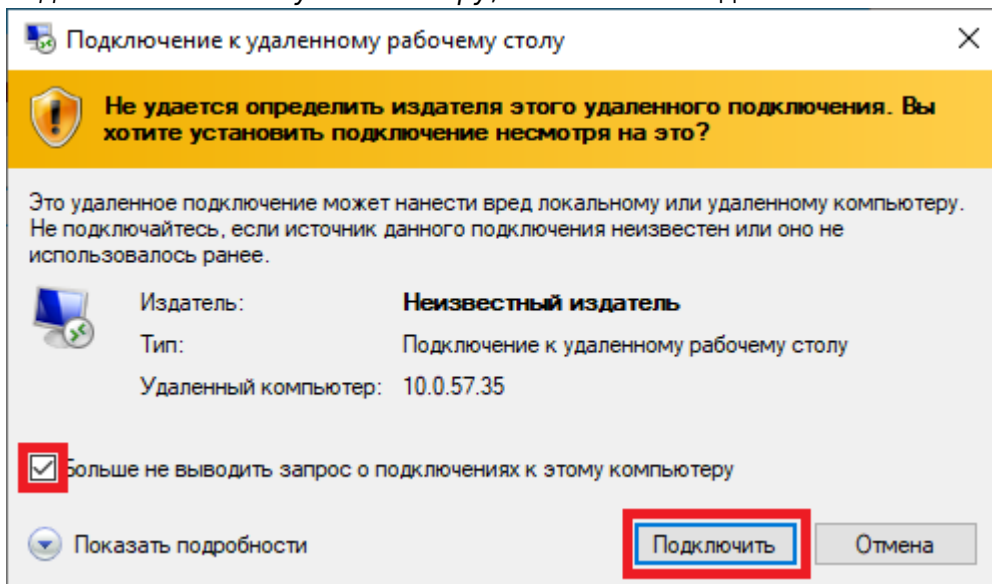 Подключение к удаленному рабочему столу
Не удается определить издателя этого удаленного подключения. Вы
хотите установить подключение несмотря на это?
Это удаленное подключение может нанести вред локальному или удаленному компьютеру.
Не подключайтесь, если источник данного подключения неизвестен или оно не
использовалось ранее.
Издатель: Неизвестный издатель
Тип: Подключение к удаленному рабочему столу
Удаленный компьютер: 10.0.57.35
Больше не выводить запрос о подключениях к этому компьютеру
Показать подробности Подключить Отмена